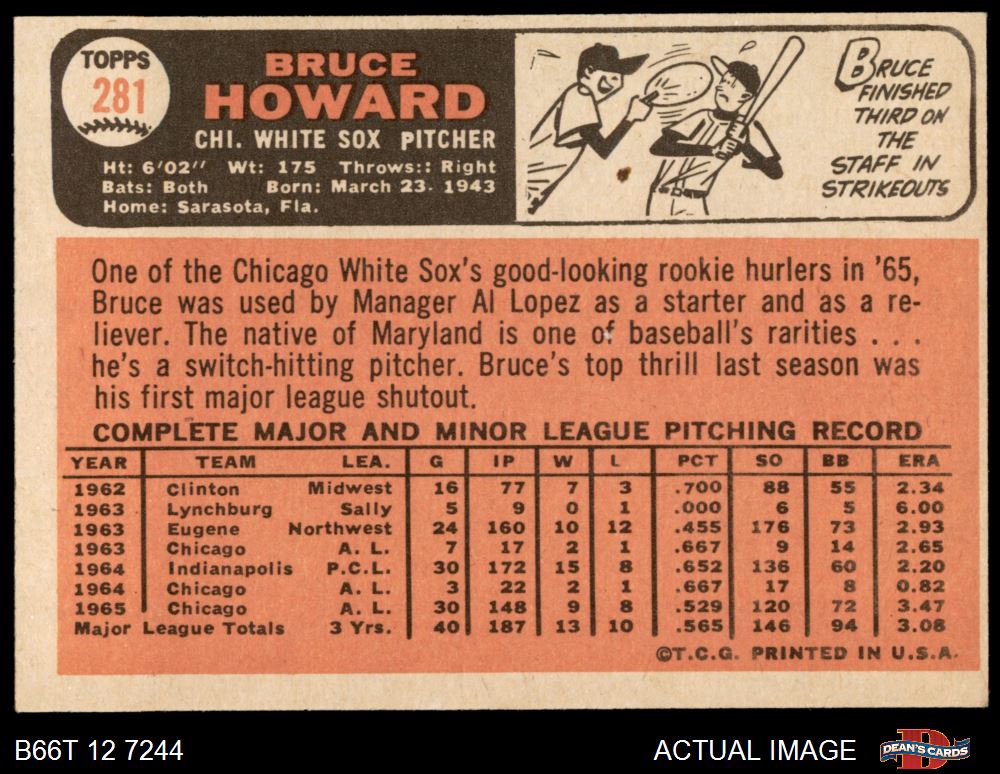 TOPPS
281
BRUCE
HOWARD
CHI. WHITE SOX PITCHER
Ht: 6'02" Wt: 175 Throws:: Right
Bats: Both Born: March 23. 1943
Home: Sarasota, Fla.
BRUCE
FINISHED
THIRD ON
THE
STAFF IN
STRIKEOUTS
One of the Chicago White Sox's good-looking rookie hurlers in '65,
Bruce was used by Manager Al Lopez as a starter and as a re-
liever. The native of Maryland is one of baseball's rarities . . .
he's a switch-hitting pitcher. Bruce's top thrill last season was
his first major league shutout.
COMPLETE MAJOR AND MINOR LEAGUE PITCHING RECORD
YEAR TEAM LEA. G IP W L PCT SO BB ERA
1962 Clinton Midwest 16 77 7 3 .700 88 55 2.34
1963 Lynchburg Sally 5 9 0 1 .000 6 5 6.00
1963 Eugene Northwest 24 160 10 12 .455 176 73 2.93
1963 Chicago A. L. 7 17 2 1 .667 9 14 2.65
1964 Indianapolis P.C.L. 30 172 15 8 .652 136 60 2.20
1964 Chicago A. L. 3 22 2 1 .667 17 8 0.82
1965 Chicago A. L. 30 148 9 8 .529 120 72 3.47
Major League Totals 3 Yrs. 40 187 13 10 .565 146 94 3.08
©T.C.G. PRINTED IN U.S.A.
B66T 12 7244
ACTUAL IMAGE
DEAN'S CARDS